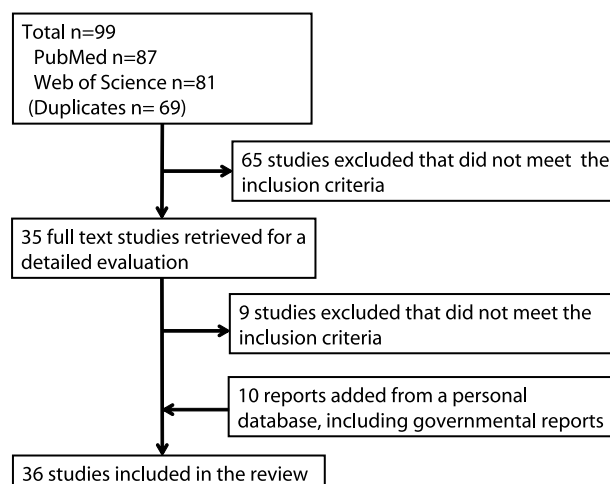 Total n=99
PubMed n=87
Web of Science n=81
(Duplicates n= 69)
65 studies excluded that did not meet the
inclusion criteria
35 full text studies retrieved for a
detailed evaluation
9 studies excluded that did not meet the
inclusion criteria
10 reports added from a personal
database, including governmental reports
36 studies included in the review